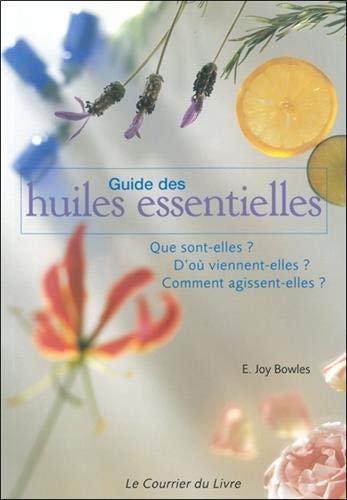 Guide des
huiles essentielles
Que sont-elles ?
D'où viennent-elles ?
Comment agissent-elles ?
E. Joy Bowles
Le Courrier du Livre